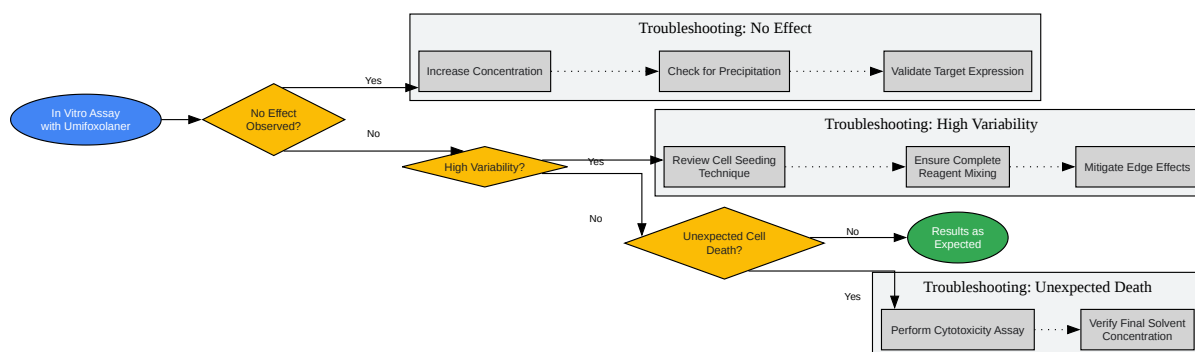 Troubleshooting: No Effect
Increase Concentration
Check for Precipitation
Validate Target Expression
Yes
In Vitro Assay
with Umifoxolaner
No Effect
Observed?
No
Troubleshooting: High Variability
High Variability?
Yes
Review Cell Seeding
Technique
Ensure Complete
Reagent Mixing
Mitigate Edge Effects
No
Unexpected Cell
Death?
No
Results as
Expected
Troubleshooting: Unexpected Death
Yes
Perform Cytotoxicity Assay
Verify Final Solvent
Concentration